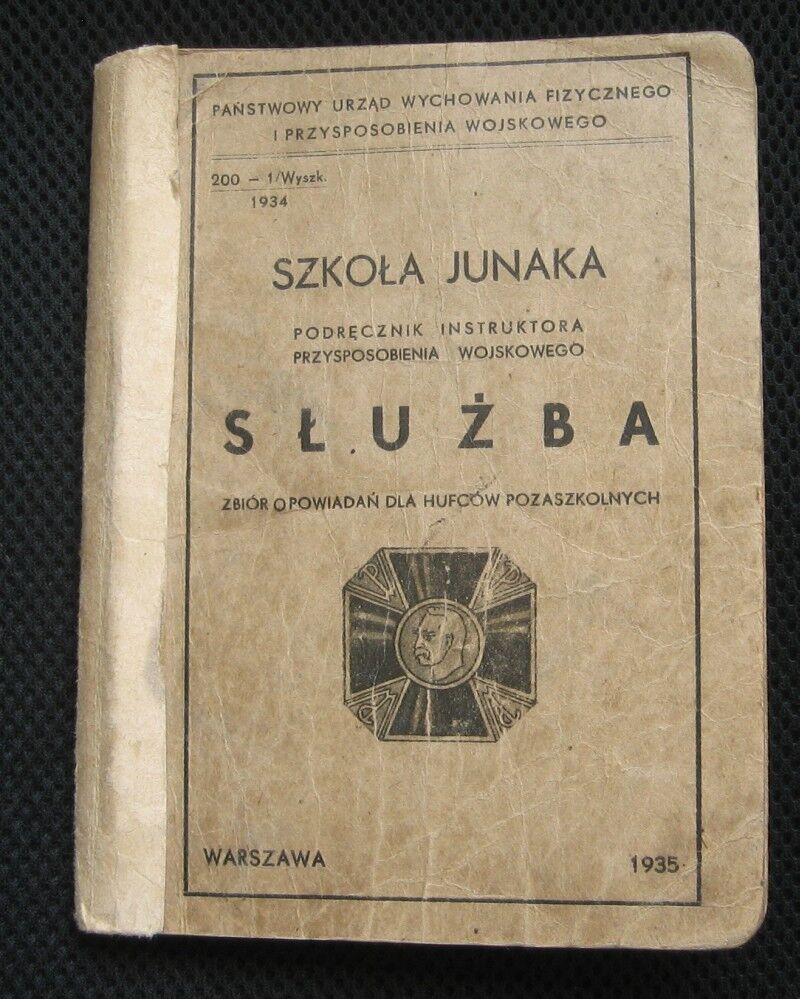 PAŃSTWOWY URZĄD WYCHOWANIA FIZYCZNEGO
I PRZYSPOSOBIENIA WOJSKOWEGO
200 – 1/Wyszk.
1934
SZKOŁA JUNAKA
PODRĘCZNIK INSTRUKTORA
PRZYSPOSOBIENIA WOJSKOWEGO
SŁUŻBA
ZBIÓR OPOWIADAŃ DLA HUFCÓW POZASZKOLNYCH
WARSZAWA
1935